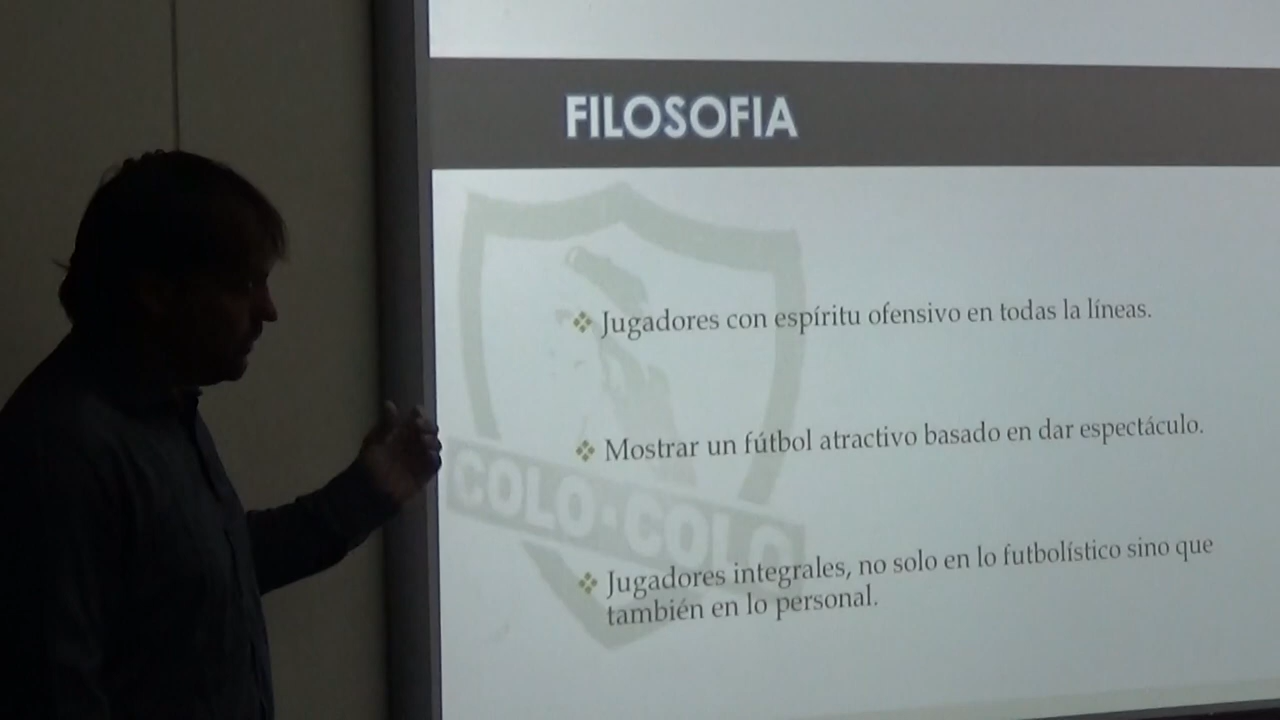 FILOSOFIA
Jugadores con espíritu ofensivo en todas la líneas.
Mostrar un fútbol atractivo basado en dar espectáculo.
COLO-COLO
Jugadores integrales, no solo en lo futbolístico sino que
también en lo personal.